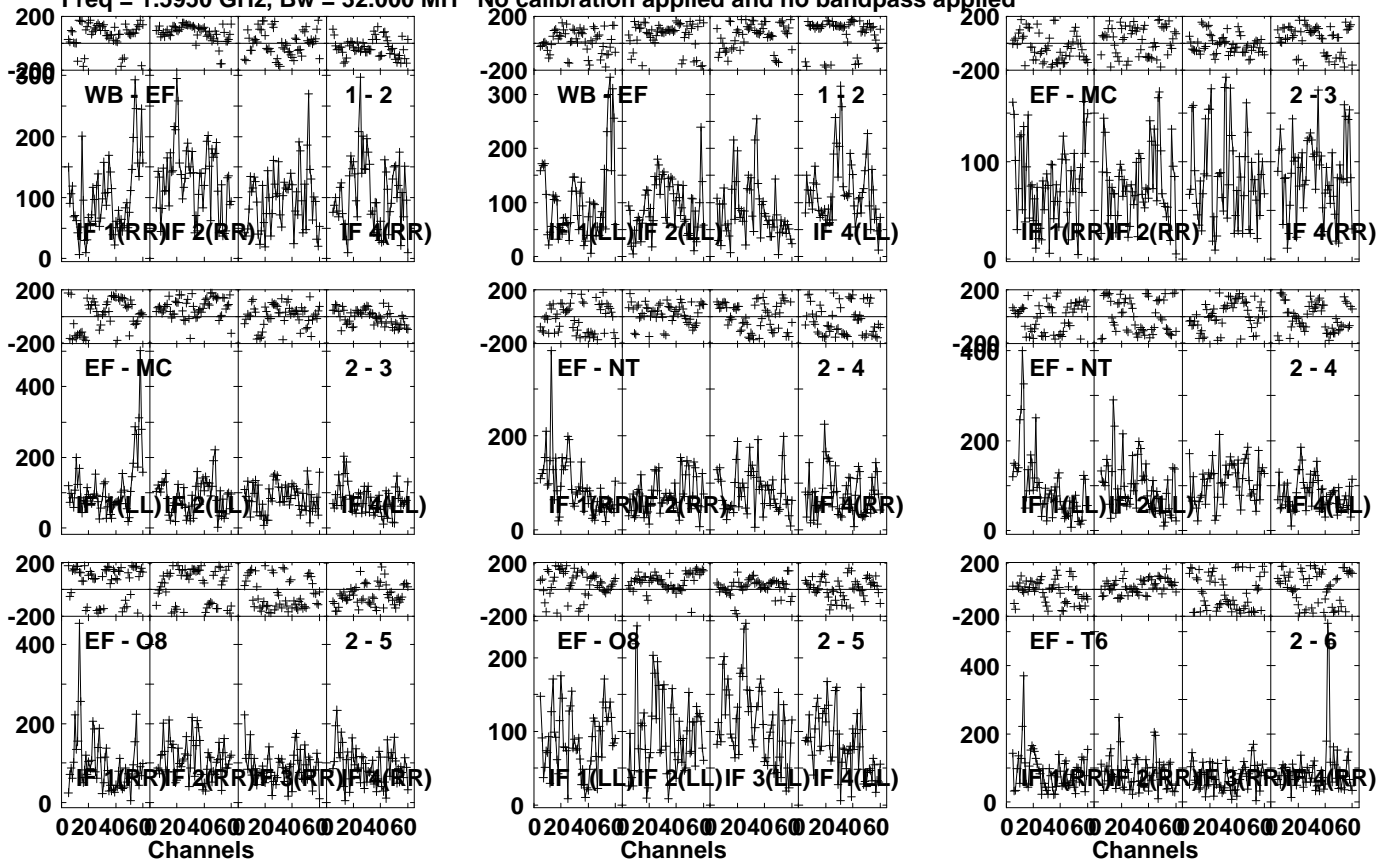 Freq = 1.5950 GHz, Bw = 32.000 MH No calibration applied and no bandpass applied
200
-200
300
200
100
0
WB - EF 1 - 2
IF 1(RR) IF 2(RR) IF 4(RR)
300
200
100
0
WB - EF 1 - 2
IF 1(LL) IF 2(LL) IF 4(LL)
200
-200
100
0
EF - MC 2 - 3
IF 1(RR) IF 2(RR) IF 4(RR)
200
-200
400
200
0
EF - MC 2 - 3
IF 1(LL) IF 2(LL) IF 4(LL)
200
-200
200
0
EF - NT 2 - 4
IF 1(RR) IF 2(RR) IF 4(RR)
200
-200
400
200
0
EF - NT 2 - 4
IF 1(LL) IF 2(LL) IF 4(LL)
200
-200
400
200
0
EF - O8 2 - 5
IF 1(RR) IF 2(RR) IF 3(RR) IF 4(RR)
0 20 40 60 0 20 40 60 0 20 40 60 0 20 40 60
Channels
200
-200
200
100
0
EF - O8 2 - 5
IF 1(LL) IF 2(LL) IF 3(LL) IF 4(LL)
0 20 40 60 0 20 40 60 0 20 40 60 0 20 40 60
Channels
200
-200
400
200
0
EF - T6 2 - 6
IF 1(RR) IF 2(RR) IF 3(RR) IF 4(RR)
0 20 40 60 0 20 40 60 0 20 40 60 0 20 40 60
Channels